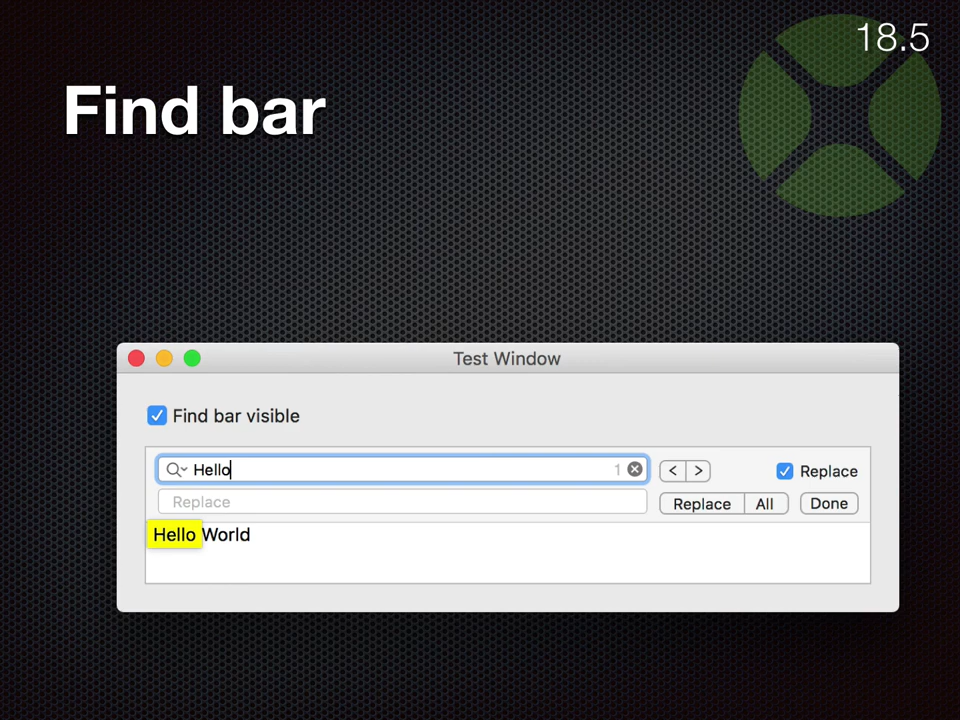 18.5
Find bar
Test Window
Find bar visible
Hello 1 < > Replace
Replace Replace All Done
Hello World